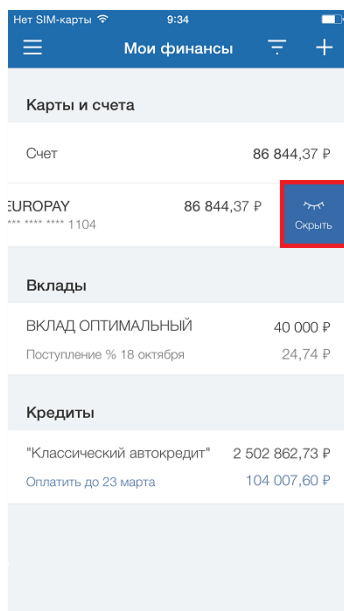 Нет SIM-карты 9:34
Мои финансы
Карты и счета
Счет 86 844,37 ₽
EUROPAY 86 844,37 ₽
*** **** **** 1104 Скрыть
Вклады
ВКЛАД ОПТИМАЛЬНЫЙ 40 000 ₽
Поступление % 18 октября 24,74 ₽
Кредиты
"Классический автокредит" 2 502 862,73 ₽
Оплатить до 23 марта 104 007,60 ₽